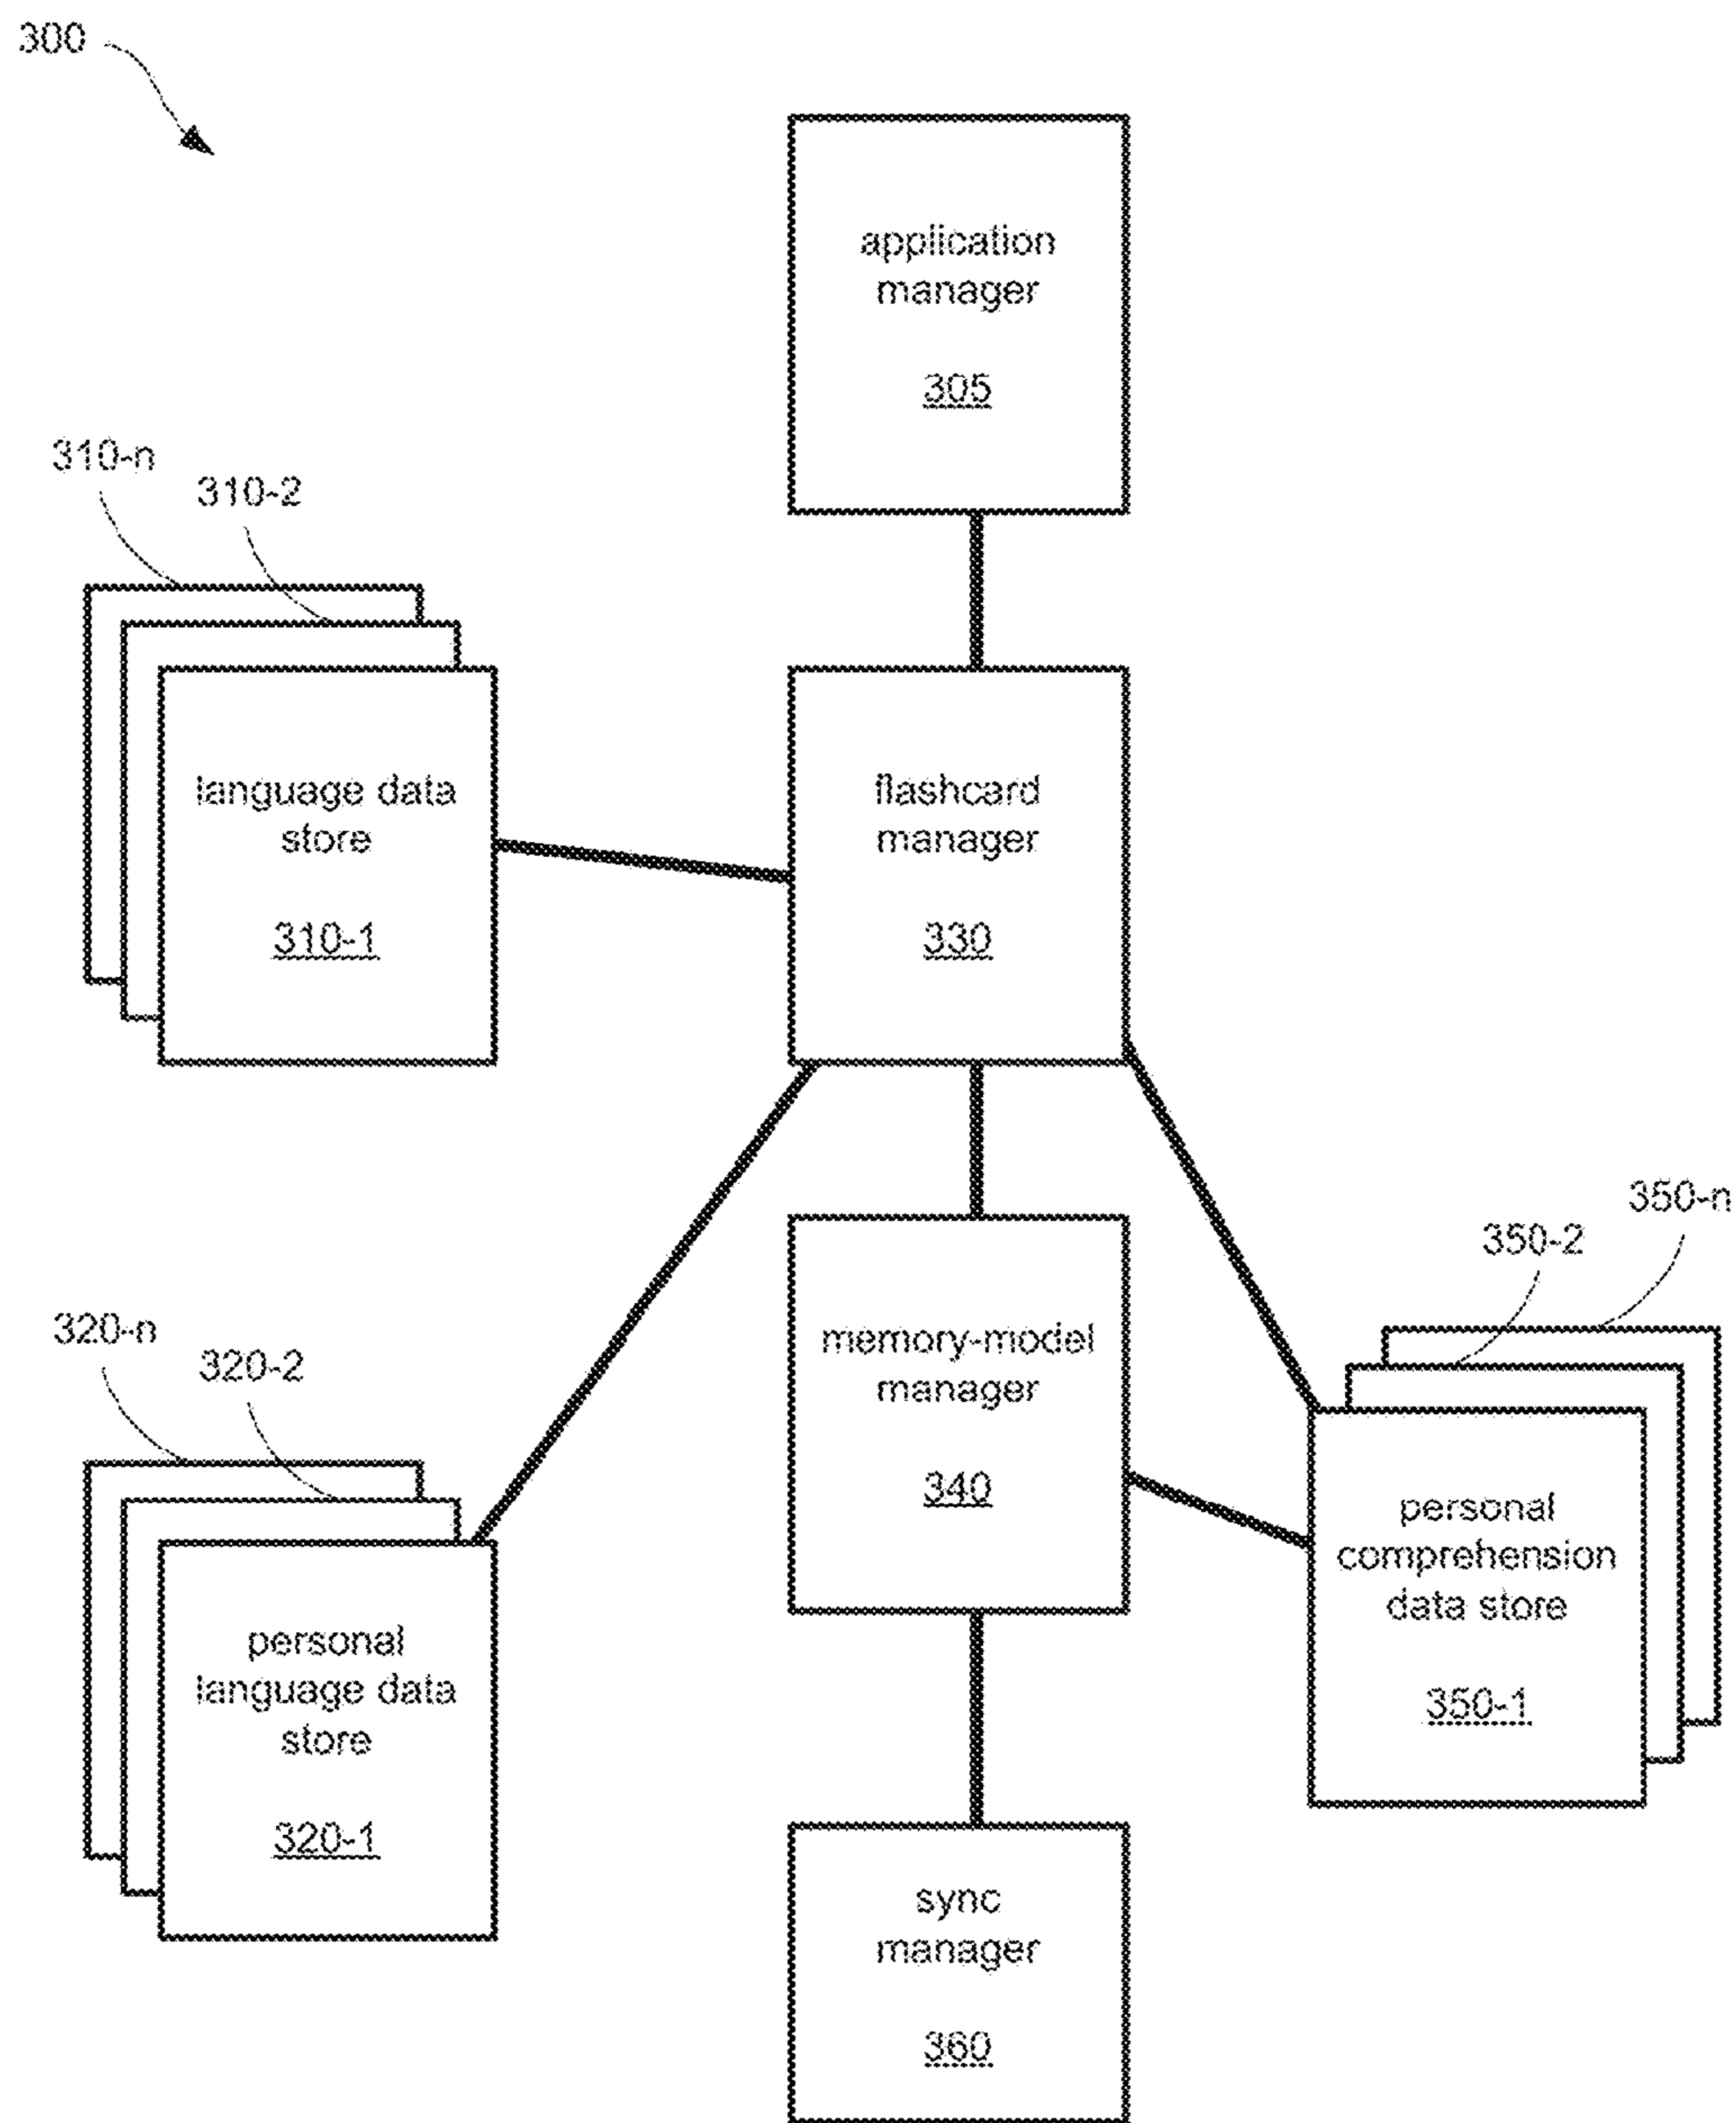 300
application
manager
305
310-n
310-2
language data
store
310-1
flashcard
manager
330
350-n
350-2
320-n
320-2
memory-model
manager
340
personal
comprehension
data store
350-1
personal
language data
store
320-1
sync
manager
360